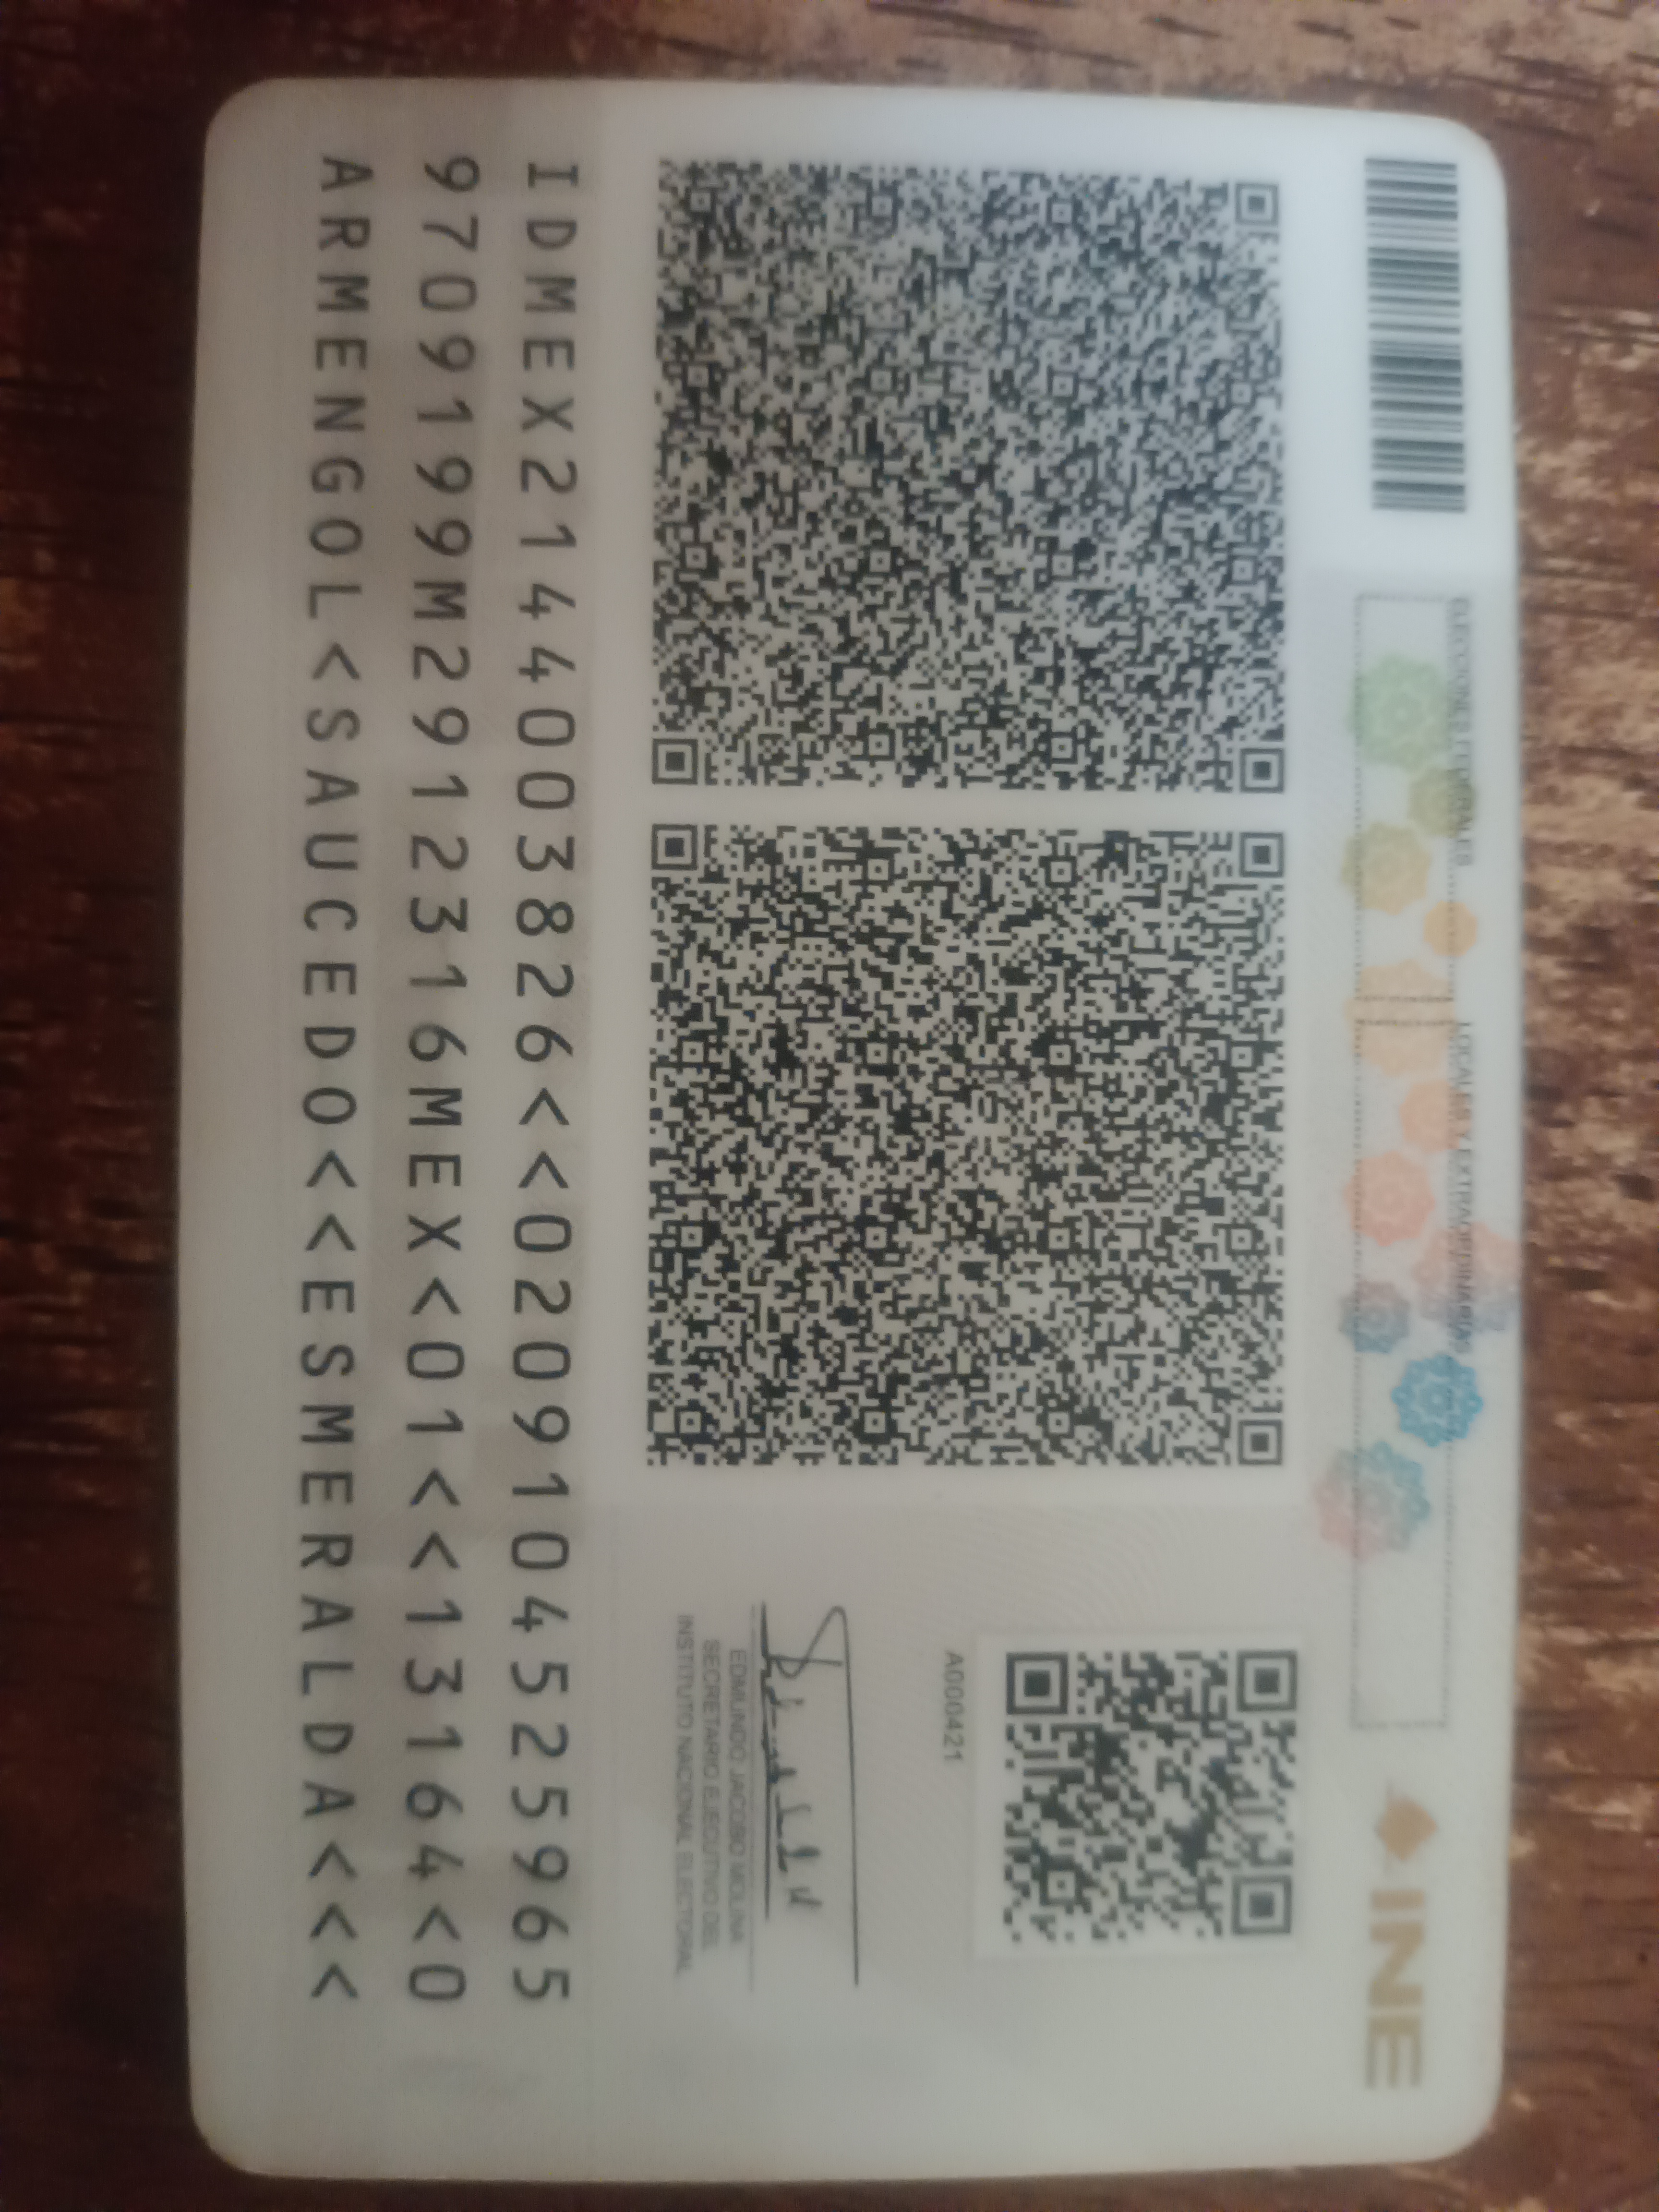 ELECCIONES FEDERALES
LOCALES Y EXTRAORDINARIAS
INE
A000421
EDMUNDO JACOBO MOLINA
SECRETARIO EJECUTIVO DEL
INSTITUTO NACIONAL ELECTORAL
IDMEX2144003826<<0209104525965
9709199M2912316MEX<01<<13164<0
ARMENGOL<SAUCEDO<<ESMERALDA<<<